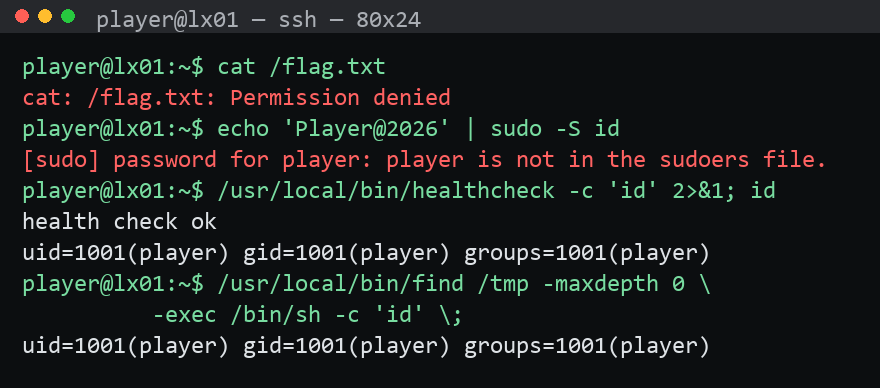 player@lx01 — ssh — 80x24
player@lx01:~$ cat /flag.txt
cat: /flag.txt: Permission denied
player@lx01:~$ echo 'Player@2026' | sudo -S id
[sudo] password for player: player is not in the sudoers file.
player@lx01:~$ /usr/local/bin/healthcheck -c 'id' 2>&1; id
health check ok
uid=1001(player) gid=1001(player) groups=1001(player)
player@lx01:~$ /usr/local/bin/find /tmp -maxdepth 0 \
-exec /bin/sh -c 'id' \;
uid=1001(player) gid=1001(player) groups=1001(player)